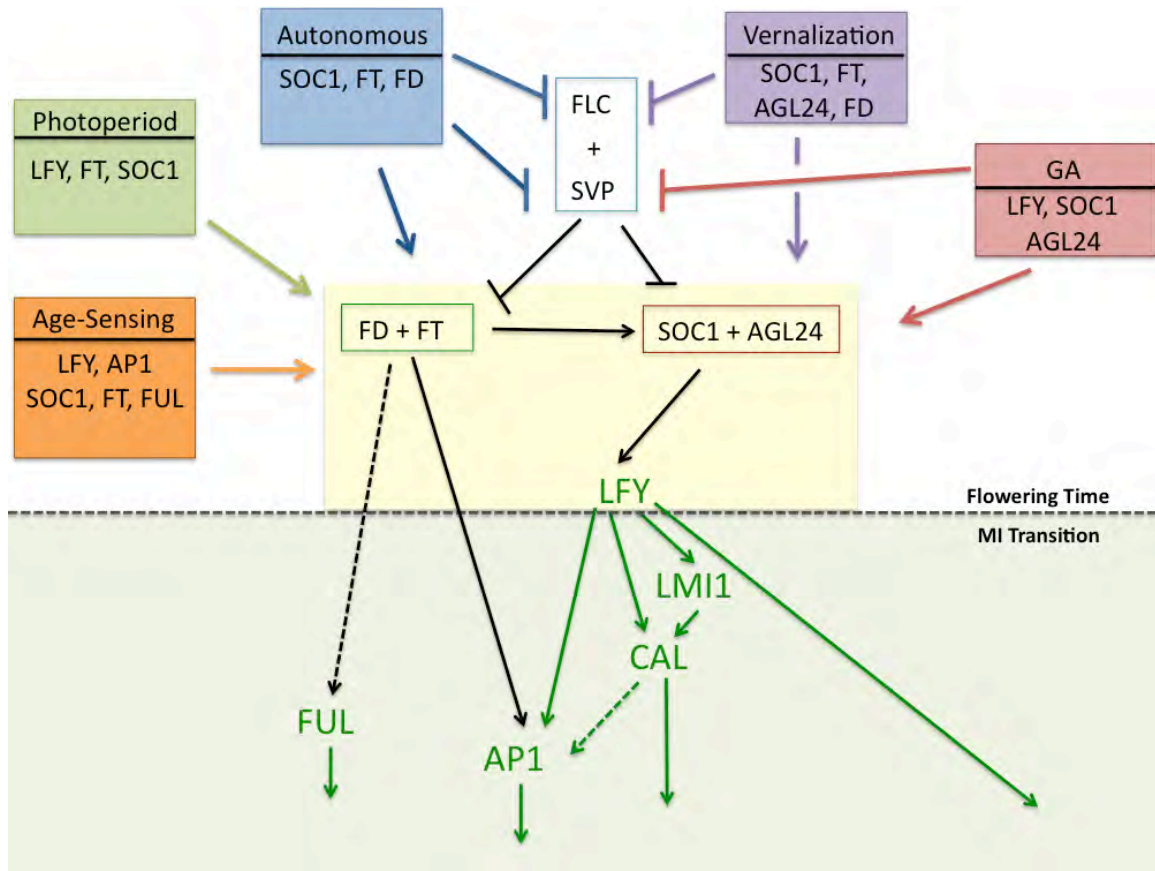 Autonomous
SOC1, FT, FD
Vernalization
SOC1, FT,
AGL24, FD
FLC
+
SVP
Photoperiod
LFY, FT, SOC1
GA
LFY, SOC1
AGL24
Age-Sensing
LFY, AP1
SOC1, FT, FUL
FD + FT
SOC1 + AGL24
LFY
Flowering Time
MI Transition
LMI1
CAL
FUL
AP1